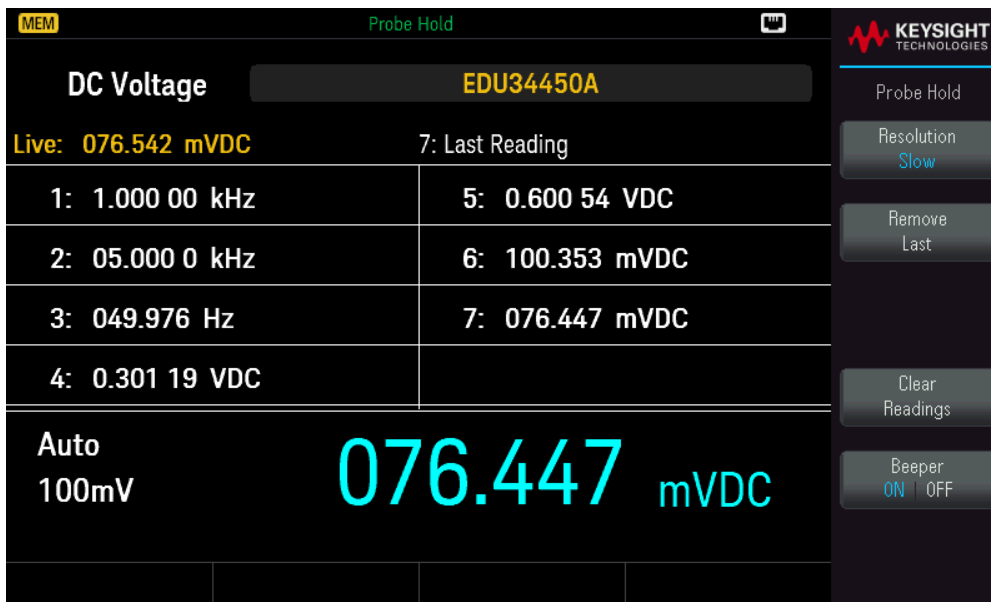 MEM
Probe Hold
KEYSIGHT
TECHNOLOGIES
DC Voltage
EDU34450A
Probe Hold
Live: 076.542 mVDC
7: Last Reading
Resolution
Slow
1: 1.000 00 kHz
5: 0.600 54 VDC
Remove
Last
2: 05.000 0 kHz
6: 100.353 mVDC
3: 049.976 Hz
7: 076.447 mVDC
4: 0.301 19 VDC
Clear
Readings
Auto
100mV
076.447 mVDC
Beeper
ON | OFF